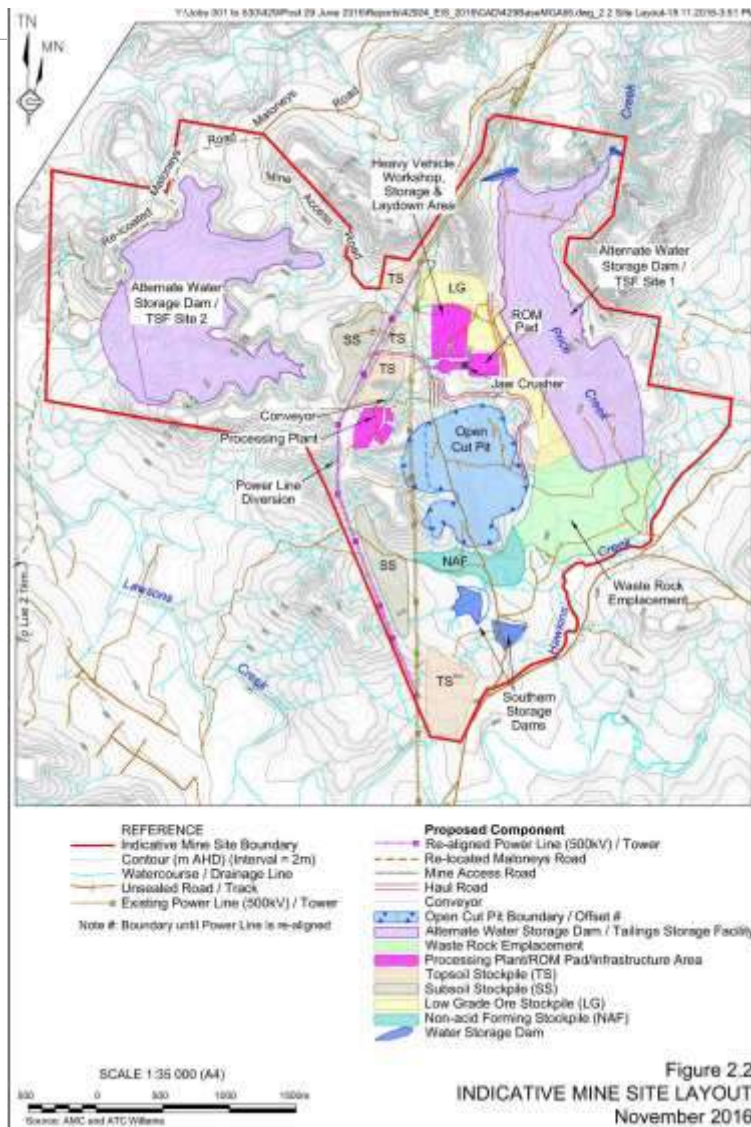 TN
MN
Road
Maloneys
Road
Maloneys
Re-located
Mine
Access
Road
Creek
Heavy Vehicle
Workshop,
Storage &
Laydown Area
Alternate Water
Storage Dam /
TSF Site 1
Alternate Water
Storage Dam /
TSF Site 2
TS
LG
ROM
Pad
SS
TS
TS
Price
Creek
Jaw Crusher
Conveyor
Processing Plant
Open
Cut Pit
Power Line
Diversion
SS
NAF
Creek
Hawkins
Waste Rock
Emplacement
Lawsons
Creek
TS
Southern
Storage
Dams
REFERENCE
Indicative Mine Site Boundary
Contour (m AHD) (Interval = 2m)
Watercourse / Drainage Line
Unsealed Road / Track
Existing Power Line (500kV) / Tower
Note #: Boundary until Power Line is re-aligned
Proposed Component
Re-aligned Power Line (500kV) / Tower
Re-located Maloneys Road
Mine Access Road
Haul Road
Conveyor
Open Cut Pit Boundary / Offset #
Alternate Water Storage Dam / Tailings Storage Facility
Waste Rock Emplacement
Processing Plant/ROM Pad/Infrastructure Area
Topsoil Stockpile (TS)
Subsoil Stockpile (SS)
Low Grade Ore Stockpile (LG)
Non-acid Forming Stockpile (NAF)
Water Storage Dam
SCALE 1:35 000 (A4)
500 0 500 1000 1500m
Source: AMC and ATC Williams
Figure 2.2
INDICATIVE MINE SITE LAYOUT
November 2016